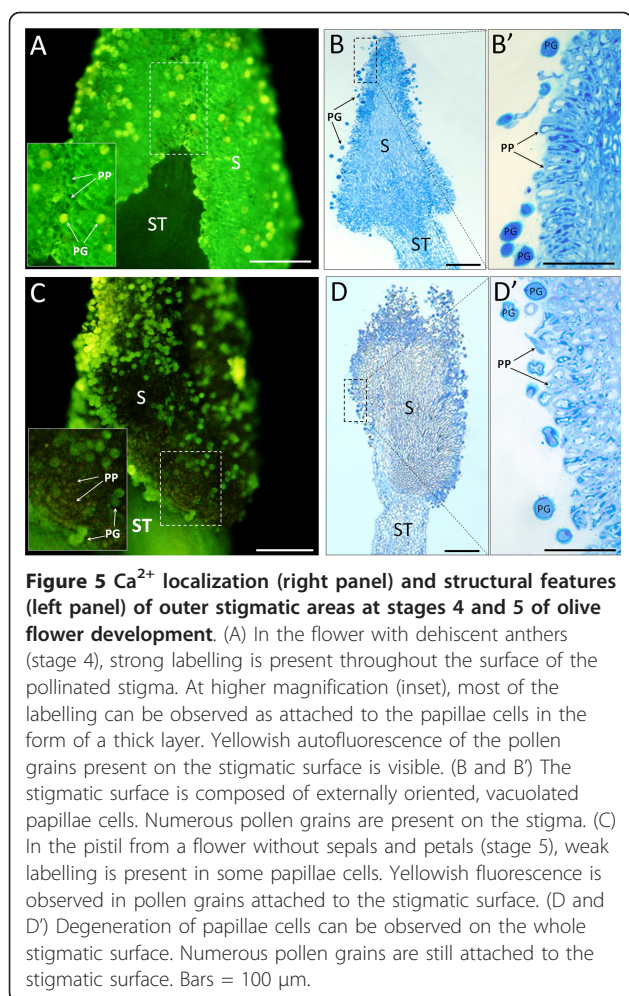 A
PP
PG
S
ST
B
PG
S
ST
B'
PG
PP
PG
PG
PG
C
S
PP
PG
ST
D
S
ST
D'
PG
PG
PP
PG
Figure 5 Ca2+ localization (right panel) and structural features
(left panel) of outer stigmatic areas at stages 4 and 5 of olive
flower development. (A) In the flower with dehiscent anthers
(stage 4), strong labelling is present throughout the surface of the
pollinated stigma. At higher magnification (inset), most of the
labelling can be observed as attached to the papillae cells in the
form of a thick layer. Yellowish autofluorescence of the pollen
grains present on the stigmatic surface is visible. (B and B') The
stigmatic surface is composed of externally oriented, vacuolated
papillae cells. Numerous pollen grains are present on the stigma. (C)
In the pistil from a flower without sepals and petals (stage 5), weak
labelling is present in some papillae cells. Yellowish fluorescence is
observed in pollen grains attached to the stigmatic surface. (D and
D') Degeneration of papillae cells can be observed on the whole
stigmatic surface. Numerous pollen grains are still attached to the
stigmatic surface. Bars = 100 μm.